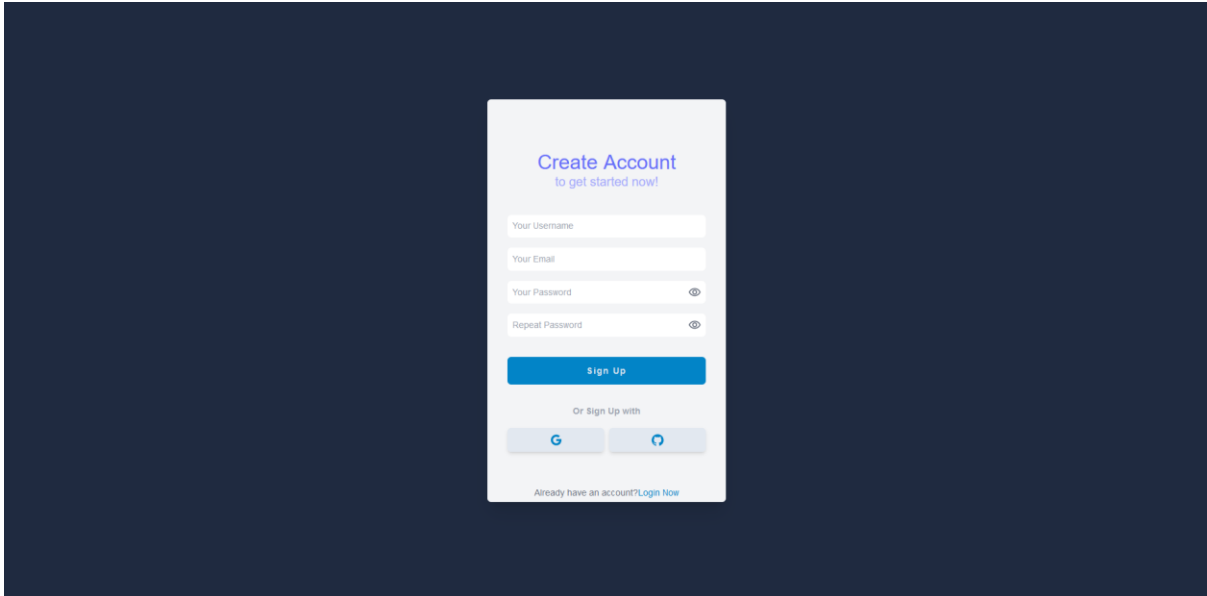 Create Account
to get started now!
Your Username
Your Email
Your Password
Repeat Password
Sign Up
Or Sign Up with
Already have an account?Login Now